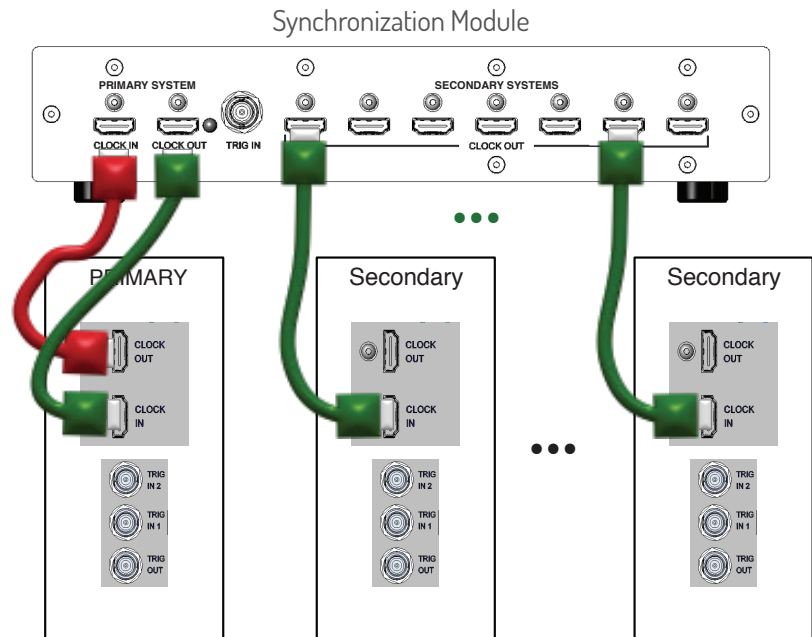 Synchronization Module
PRIMARY SYSTEM
SECONDARY SYSTEMS
CLOCK IN
CLOCK OUT
TRIG IN
CLOCK OUT
PRIMARY
CLOCK
OUT
CLOCK
IN
TRIG
IN 2
TRIG
IN 1
TRIG
OUT
Secondary
CLOCK
OUT
CLOCK
IN
TRIG
IN 2
TRIG
IN 1
TRIG
OUT
Secondary
CLOCK
OUT
CLOCK
IN
TRIG
IN 2
TRIG
IN 1
TRIG
OUT